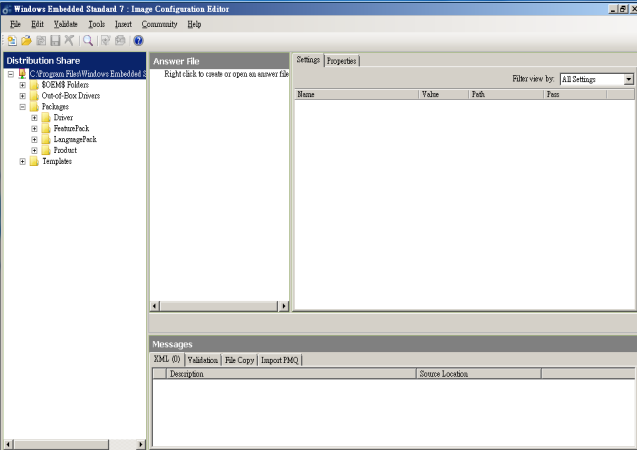 Windows Embedded Standard 7 : Image Configuration Editor
File Edit Validate Tools Insert Community Help
Distribution Share
C:\Program Files\Windows Embedded S
$OEM$ Folders
Out-of-Box Drivers
Packages
Driver
FeaturePack
LanguagePack
Product
Templates
Answer File
Right click to create or open an answer file
Settings Properties
Filter view by: All Settings
Name Value Path Pass
Messages
XML (0) Validation File Copy Import PMQ
Description Source Location